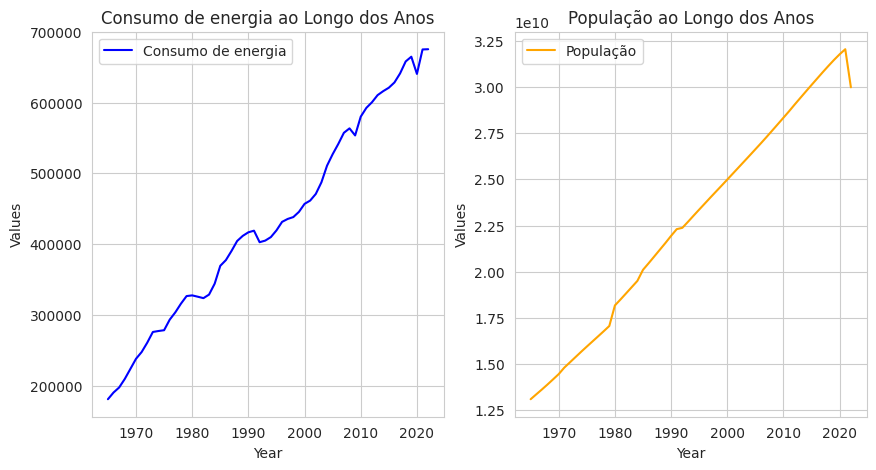 Consumo de energia ao Longo dos Anos
700000
600000
500000
400000
300000
200000
Values
Consumo de energia
1970 1980 1990 2000 2010 2020
Year
População ao Longo dos Anos
1e10
3.25
3.00
2.75
2.50
2.25
2.00
1.75
1.50
1.25
Values
População
1970 1980 1990 2000 2010 2020
Year